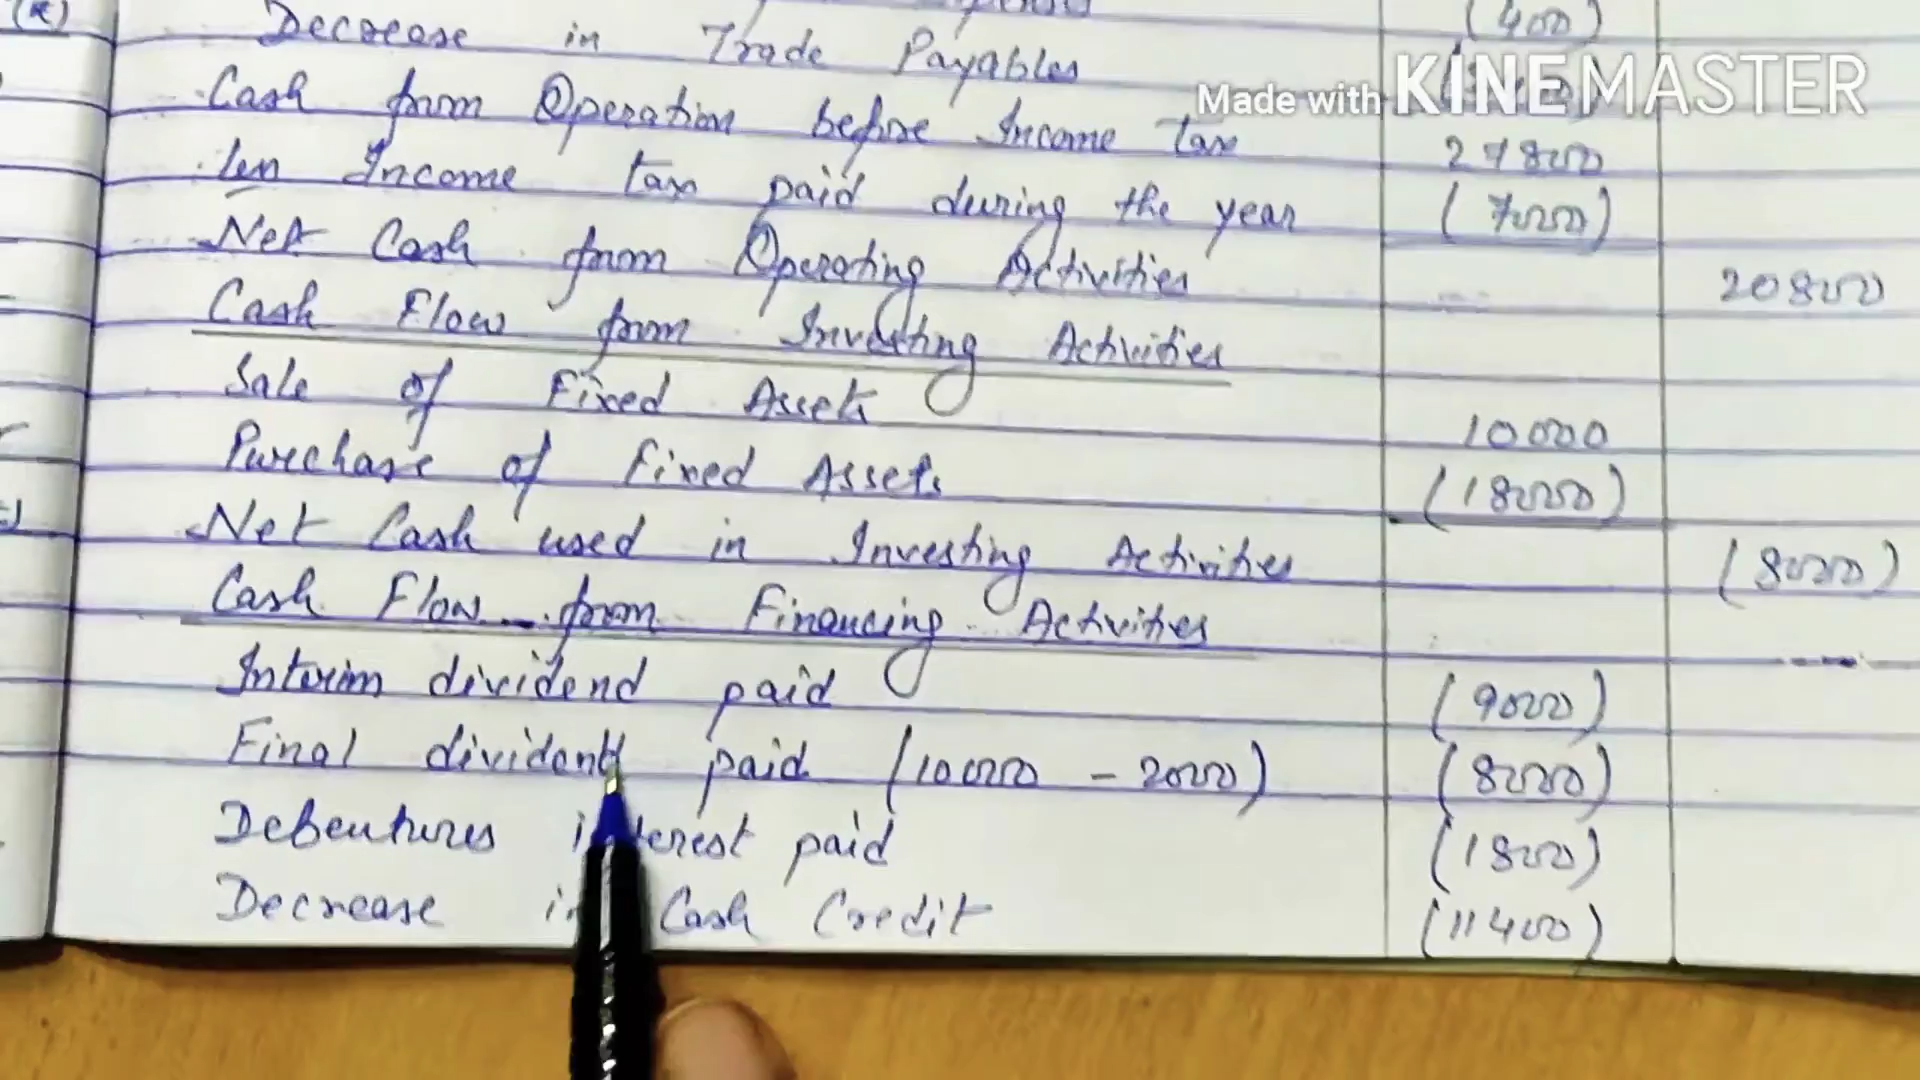 (400)
Decrease in Trade Payables
Made with KINEMASTER
Cash from Operation before Income Tax 27800
Less Income tax paid during the year (7000)
Net Cash from Operating Activities 20800
Cash Flow from Investing Activities
Sale of Fixed Assets 10000
Purchase of Fixed Assets (18000)
Net Cash used in Investing Activities (8000)
Cash Flow from Financing Activities
Interim dividend paid (9000)
Final dividend paid (10000 - 2000) (8000)
Debentures interest paid (1800)
Decrease in Cash Credit (11400)